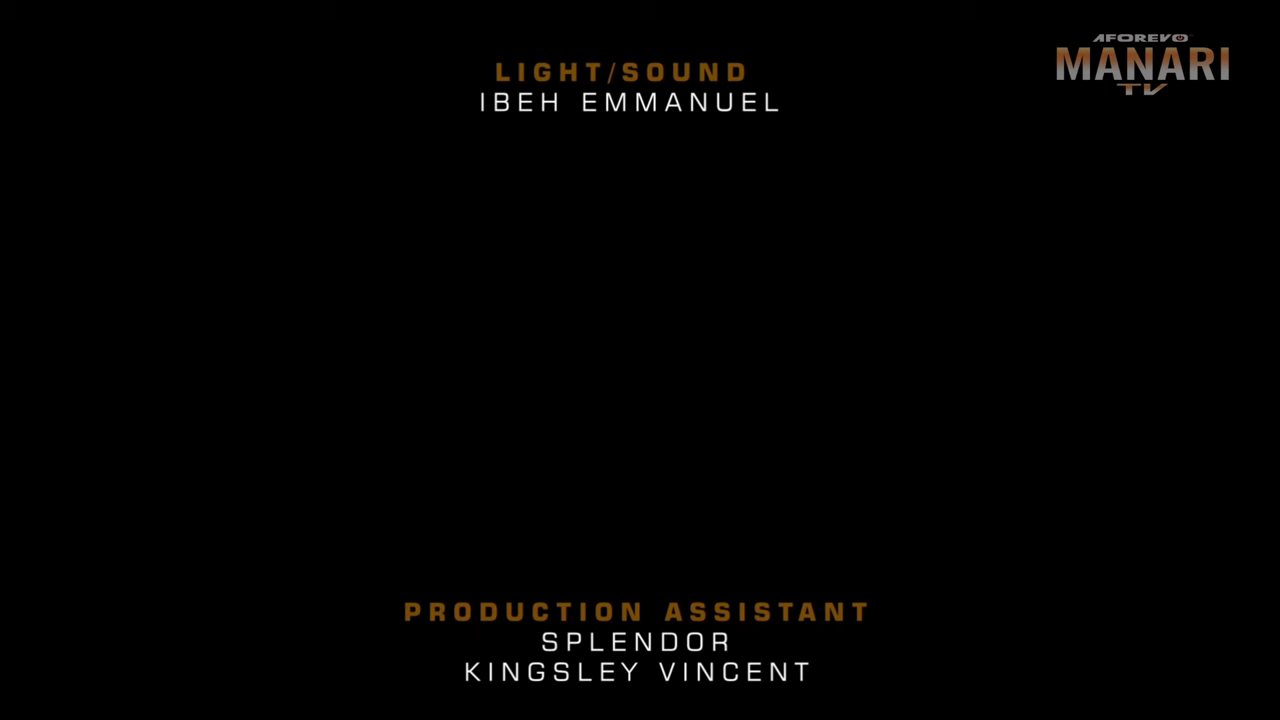 AFOREVO
MANARI
TV
LIGHT/SOUND
IBEH EMMANUEL
PRODUCTION ASSISTANT
SPLENDOR
KINGSLEY VINCENT